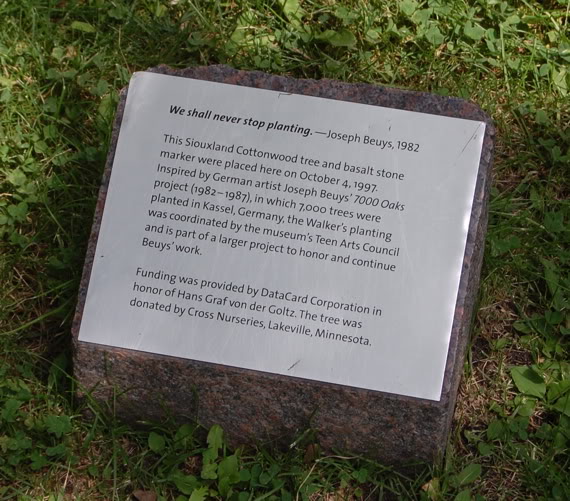 We shall never stop planting. —Joseph Beuys, 1982
This Siouxland Cottonwood tree and basalt stone
marker were placed here on October 4, 1997.
Inspired by German artist Joseph Beuys' 7000 Oaks
project (1982–1987), in which 7,000 trees were
planted in Kassel, Germany, the Walker's planting
was coordinated by the museum's Teen Arts Council
and is part of a larger project to honor and continue
Beuys' work.
Funding was provided by DataCard Corporation in
honor of Hans Graf von der Goltz. The tree was
donated by Cross Nurseries, Lakeville, Minnesota.